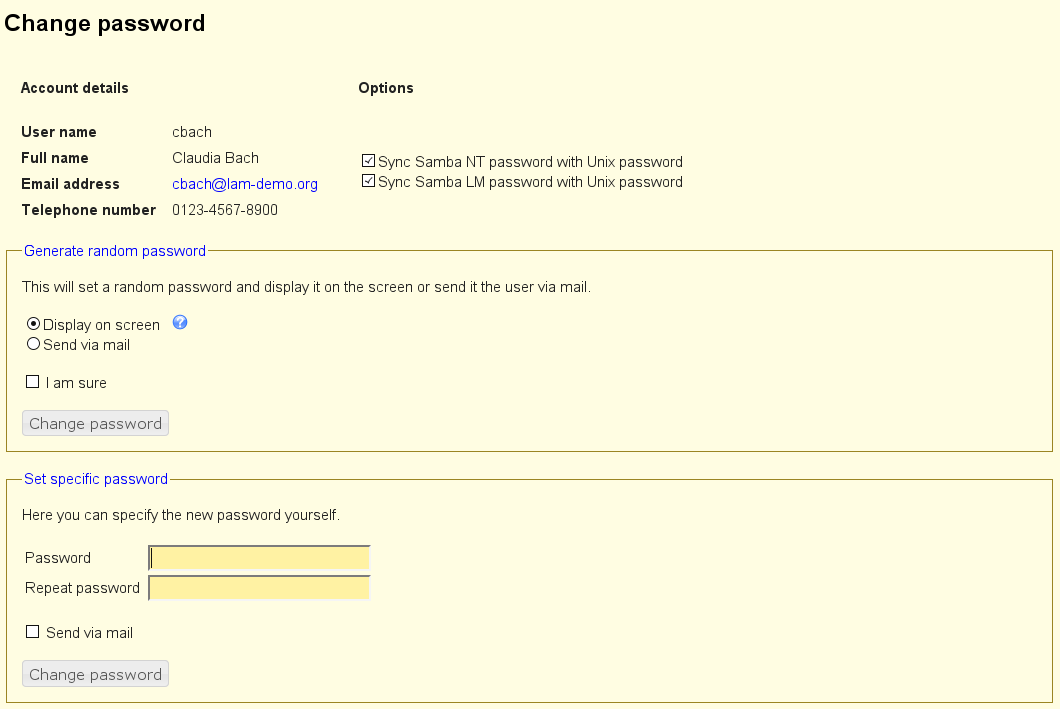 Change password
Account details
User name cbach
Full name Claudia Bach
Email address cbach@lam-demo.org
Telephone number 0123-4567-8900
Options
Sync Samba NT password with Unix password
Sync Samba LM password with Unix password
Generate random password
This will set a random password and display it on the screen or send it the user via mail.
Display on screen ?
Send via mail
I am sure
Change password
Set specific password
Here you can specify the new password yourself.
Password
Repeat password
Send via mail
Change password